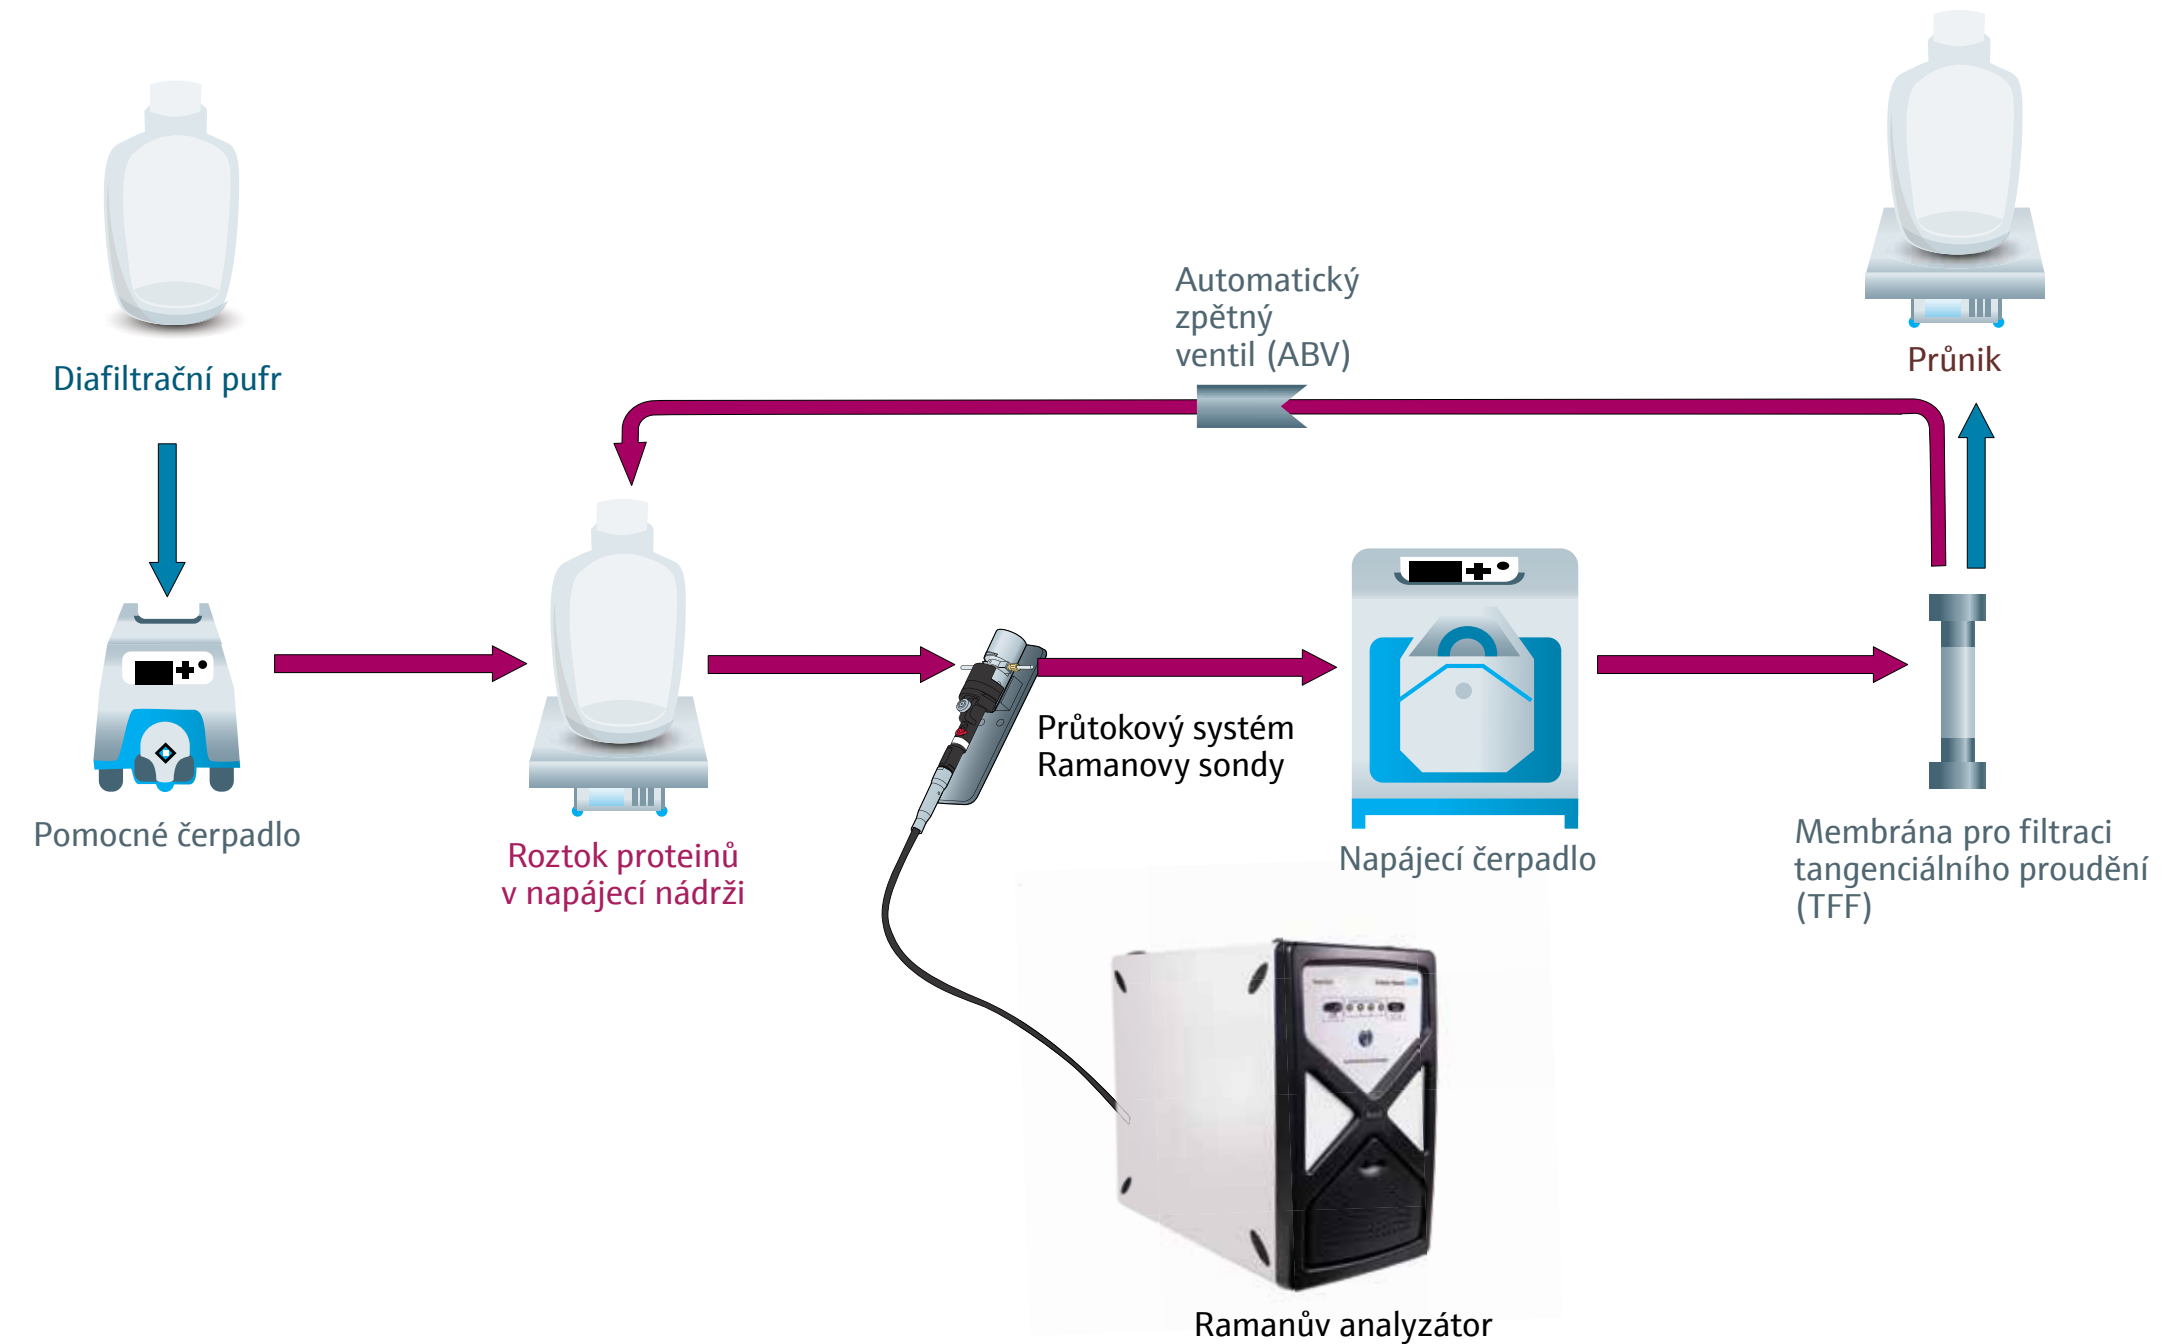 Automatický
zpětný
ventil (ABV)
Průnik
Diafiltrační pufr
Průtokový systém
Ramanovy sondy
Pomocné čerpadlo
Roztok proteinů
v napájecí nádrži
Napájecí čerpadlo
Membrána pro filtraci
tangenciálního proudění
(TFF)
Ramanův analyzátor